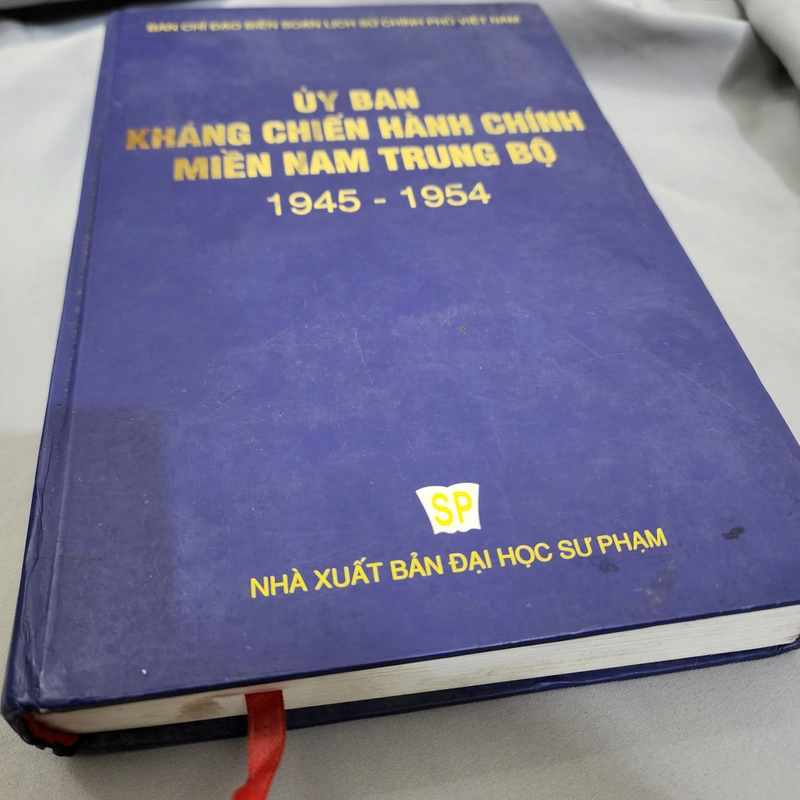 BAN CHỈ ĐẠO BIÊN SOẠN LỊCH SỬ CHÍNH PHỦ VIỆT NAM
ỦY BAN
KHÁNG CHIẾN HÀNH CHÍNH
MIỀN NAM TRUNG BỘ
1945 - 1954
SP
NHÀ XUẤT BẢN ĐẠI HỌC SƯ PHẠM